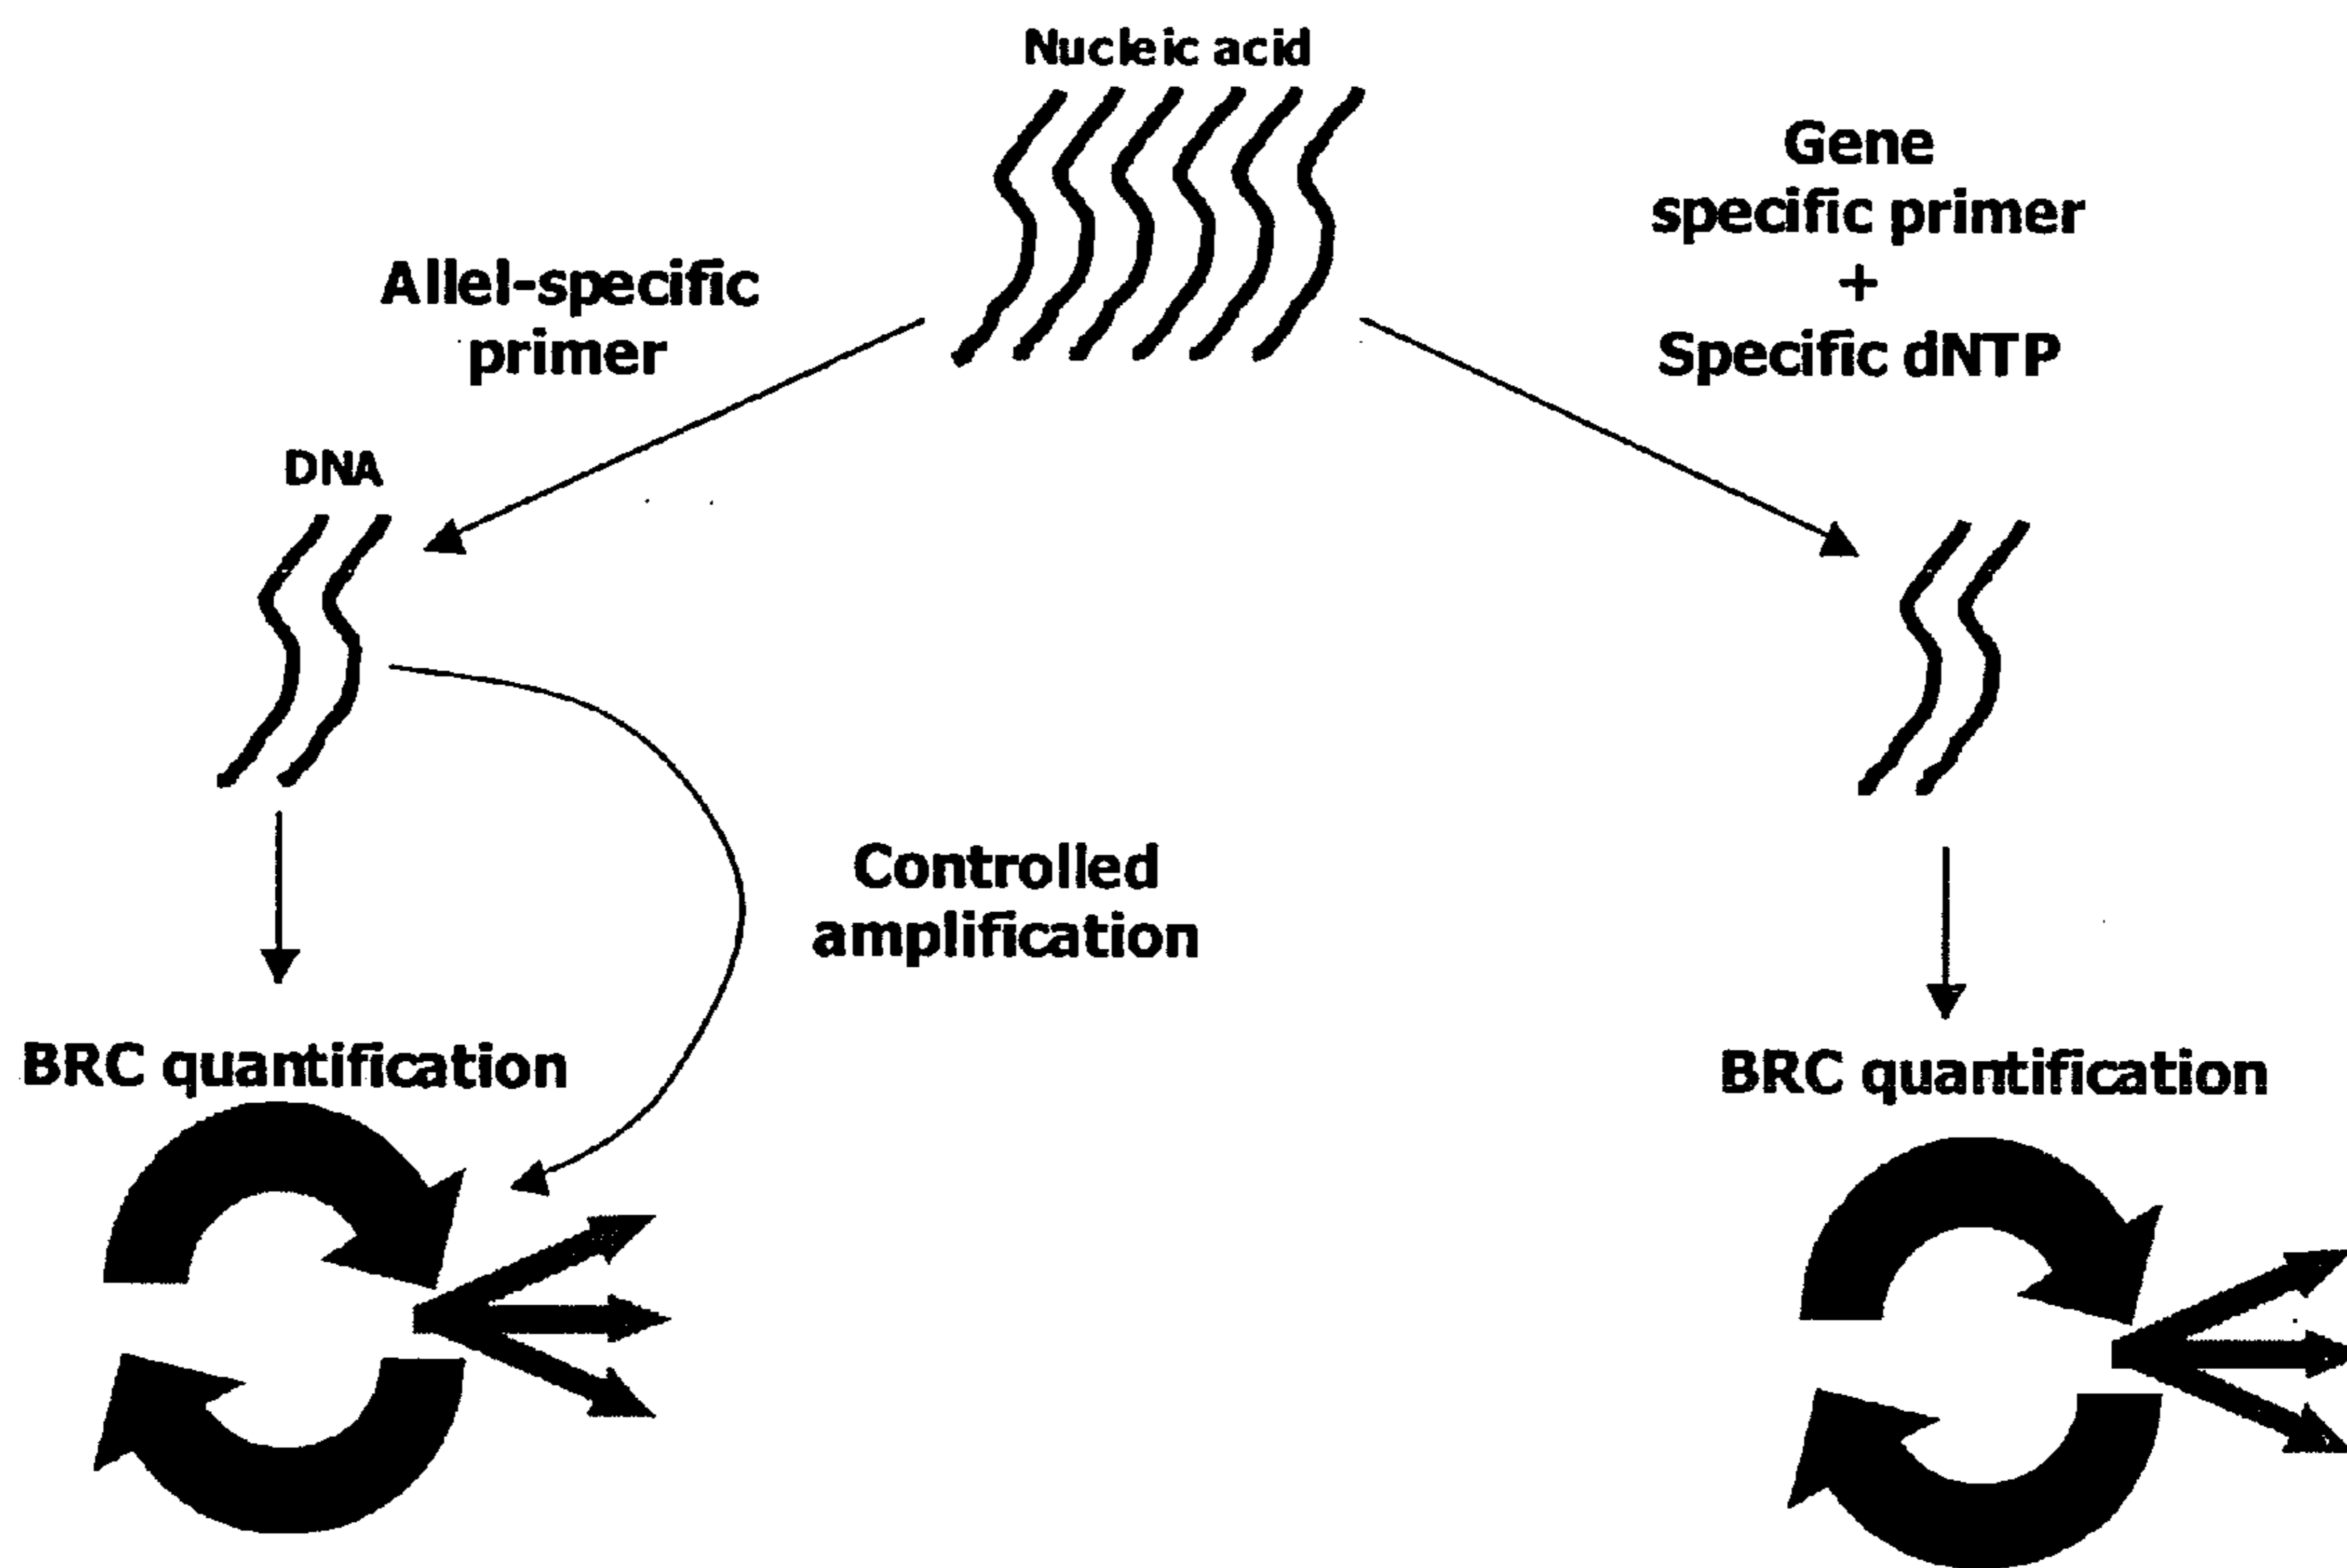 Nucleic acid
Gene
specific primer
+
Specific dNTP
Allel-specific
primer
DNA
Controlled
amplification
BRC quantification
BRC quantification